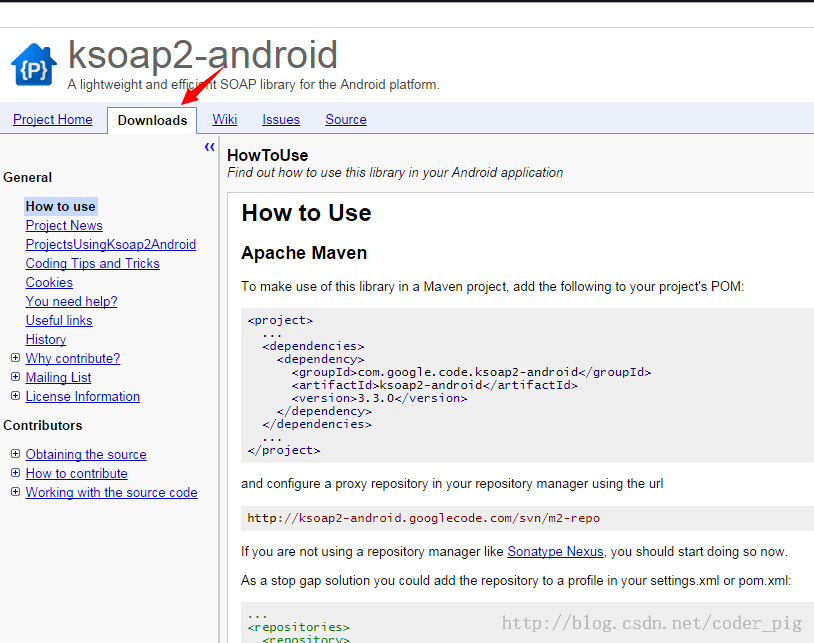 {P}
ksoap2-android
A lightweight and efficient SOAP library for the Android platform.
Project Home Downloads Wiki Issues Source
General
How to use
Project News
ProjectsUsingKsoap2Android
Coding Tips and Tricks
Cookies
You need help?
Useful links
History
Why contribute?
Mailing List
License Information
Contributors
Obtaining the source
How to contribute
Working with the source code
HowToUse
Find out how to use this library in your Android application
How to Use
Apache Maven
To make use of this library in a Maven project, add the following to your project's POM:
<project>
...
<dependencies>
<dependency>
<groupId>com.google.code.ksoap2-android</groupId>
<artifactId>ksoap2-android</artifactId>
<version>3.3.0</version>
</dependency>
</dependencies>
...
</project>
and configure a proxy repository in your repository manager using the url
http://ksoap2-android.googlecode.com/svn/m2-repo
If you are not using a repository manager like Sonatype Nexus, you should start doing so now.
As a stop gap solution you could add the repository to a profile in your settings.xml or pom.xml:
...
<repositories>
<repository>
http://blog.csdn.net/coder_pig